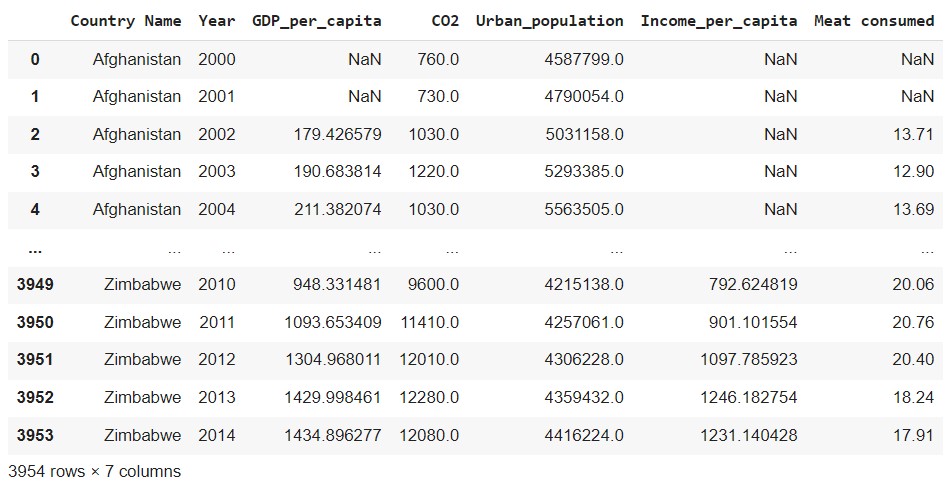 Country Name Year GDP_per_capita CO2 Urban_population Income_per_capita Meat consumed
0 Afghanistan 2000 NaN 760.0 4587799.0 NaN NaN
1 Afghanistan 2001 NaN 730.0 4790054.0 NaN NaN
2 Afghanistan 2002 179.426579 1030.0 5031158.0 NaN 13.71
3 Afghanistan 2003 190.683814 1220.0 5293385.0 NaN 12.90
4 Afghanistan 2004 211.382074 1030.0 5563505.0 NaN 13.69
... ... ... ... ... ... ... ...
3949 Zimbabwe 2010 948.331481 9600.0 4215138.0 792.624819 20.06
3950 Zimbabwe 2011 1093.653409 11410.0 4257061.0 901.101554 20.76
3951 Zimbabwe 2012 1304.968011 12010.0 4306228.0 1097.785923 20.40
3952 Zimbabwe 2013 1429.998461 12280.0 4359432.0 1246.182754 18.24
3953 Zimbabwe 2014 1434.896277 12080.0 4416224.0 1231.140428 17.91
3954 rows × 7 columns